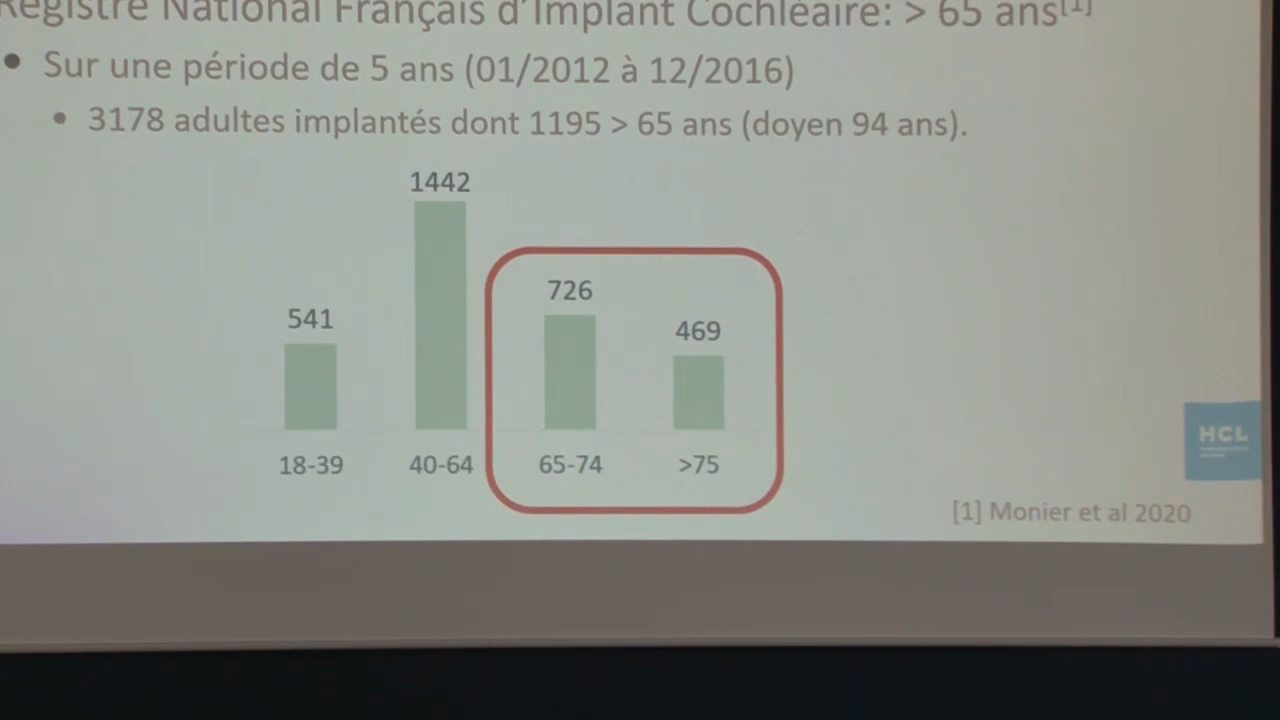 Registre National Français d'Implant Cochléaire: > 65 ans[1]
• Sur une période de 5 ans (01/2012 à 12/2016)
• 3178 adultes implantés dont 1195 > 65 ans (doyen 94 ans).
1442
726
541
469
18-39 40-64 65-74 >75
HCL
[1] Monier et al 2020